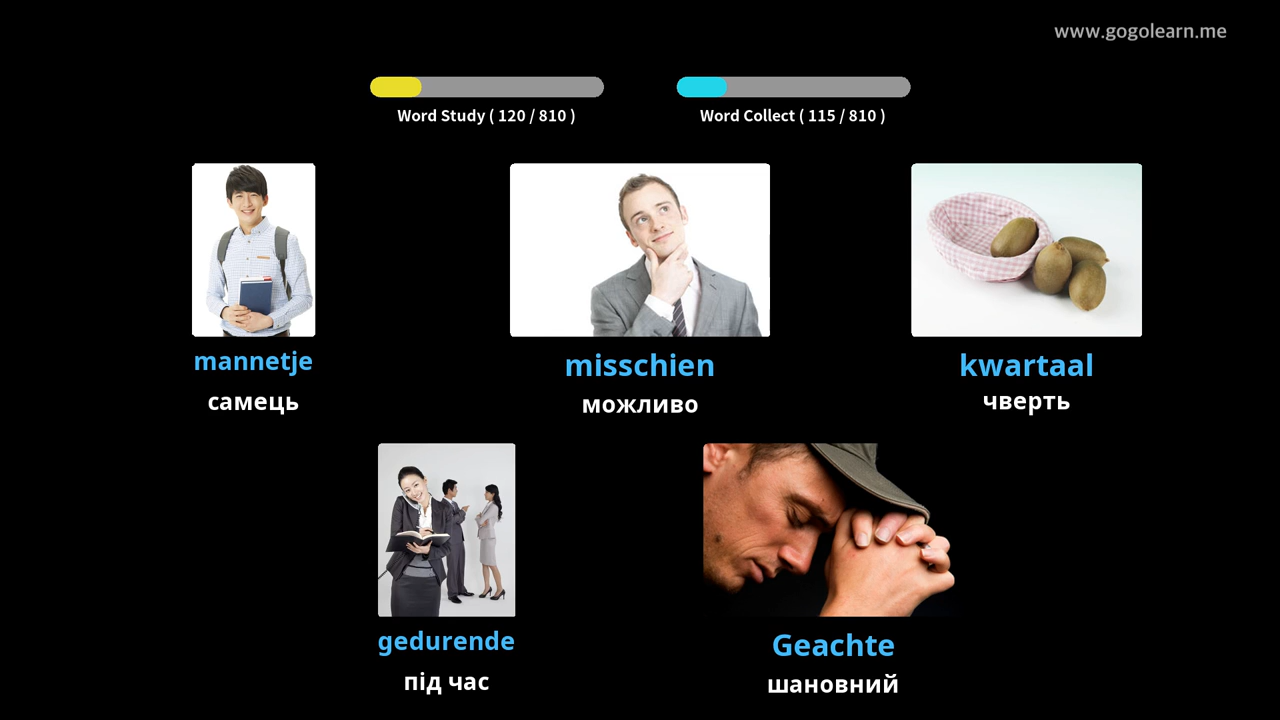 www.gogolearn.me
Word Study ( 120 / 810 )
Word Collect ( 115 / 810 )
mannetje
самець
misschien
можливо
kwartaal
чверть
gedurende
під час
Geachte
шановний